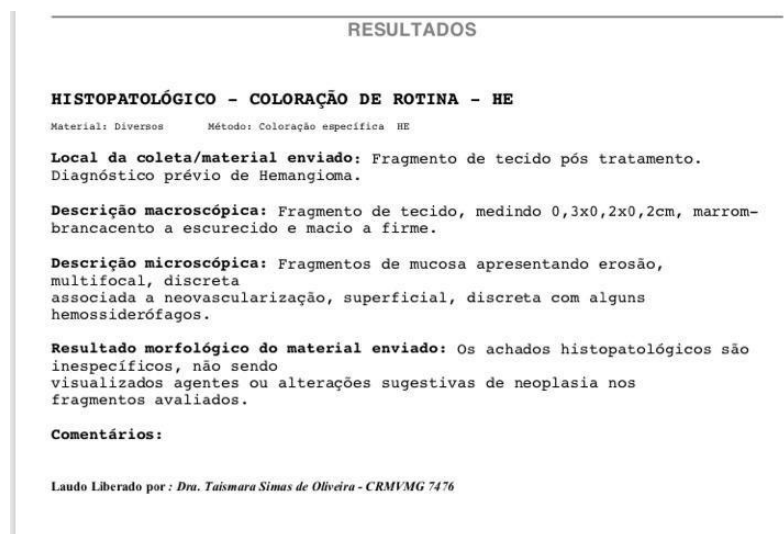 RESULTADOS
HISTOPATOLÓGICO - COLORAÇÃO DE ROTINA - HE
Material: Diversos Método: Coloração específica HE
Local da coleta/material enviado: Fragmento de tecido pós tratamento.
Diagnóstico prévio de Hemangioma.
Descrição macroscópica: Fragmento de tecido, medindo 0,3x0,2x0,2cm, marrom-
brancacento a escurecido e macio a firme.
Descrição microscópica: Fragmentos de mucosa apresentando erosão,
multifocal, discreta
associada a neovascularização, superficial, discreta com alguns
hemossiderófagos.
Resultado morfológico do material enviado: Os achados histopatológicos são
inespecíficos, não sendo
visualizados agentes ou alterações sugestivas de neoplasia nos
fragmentos avaliados.
Comentários:
Laudo Liberado por : Dra. Taismara Simas de Oliveira - CRMVMG 7476